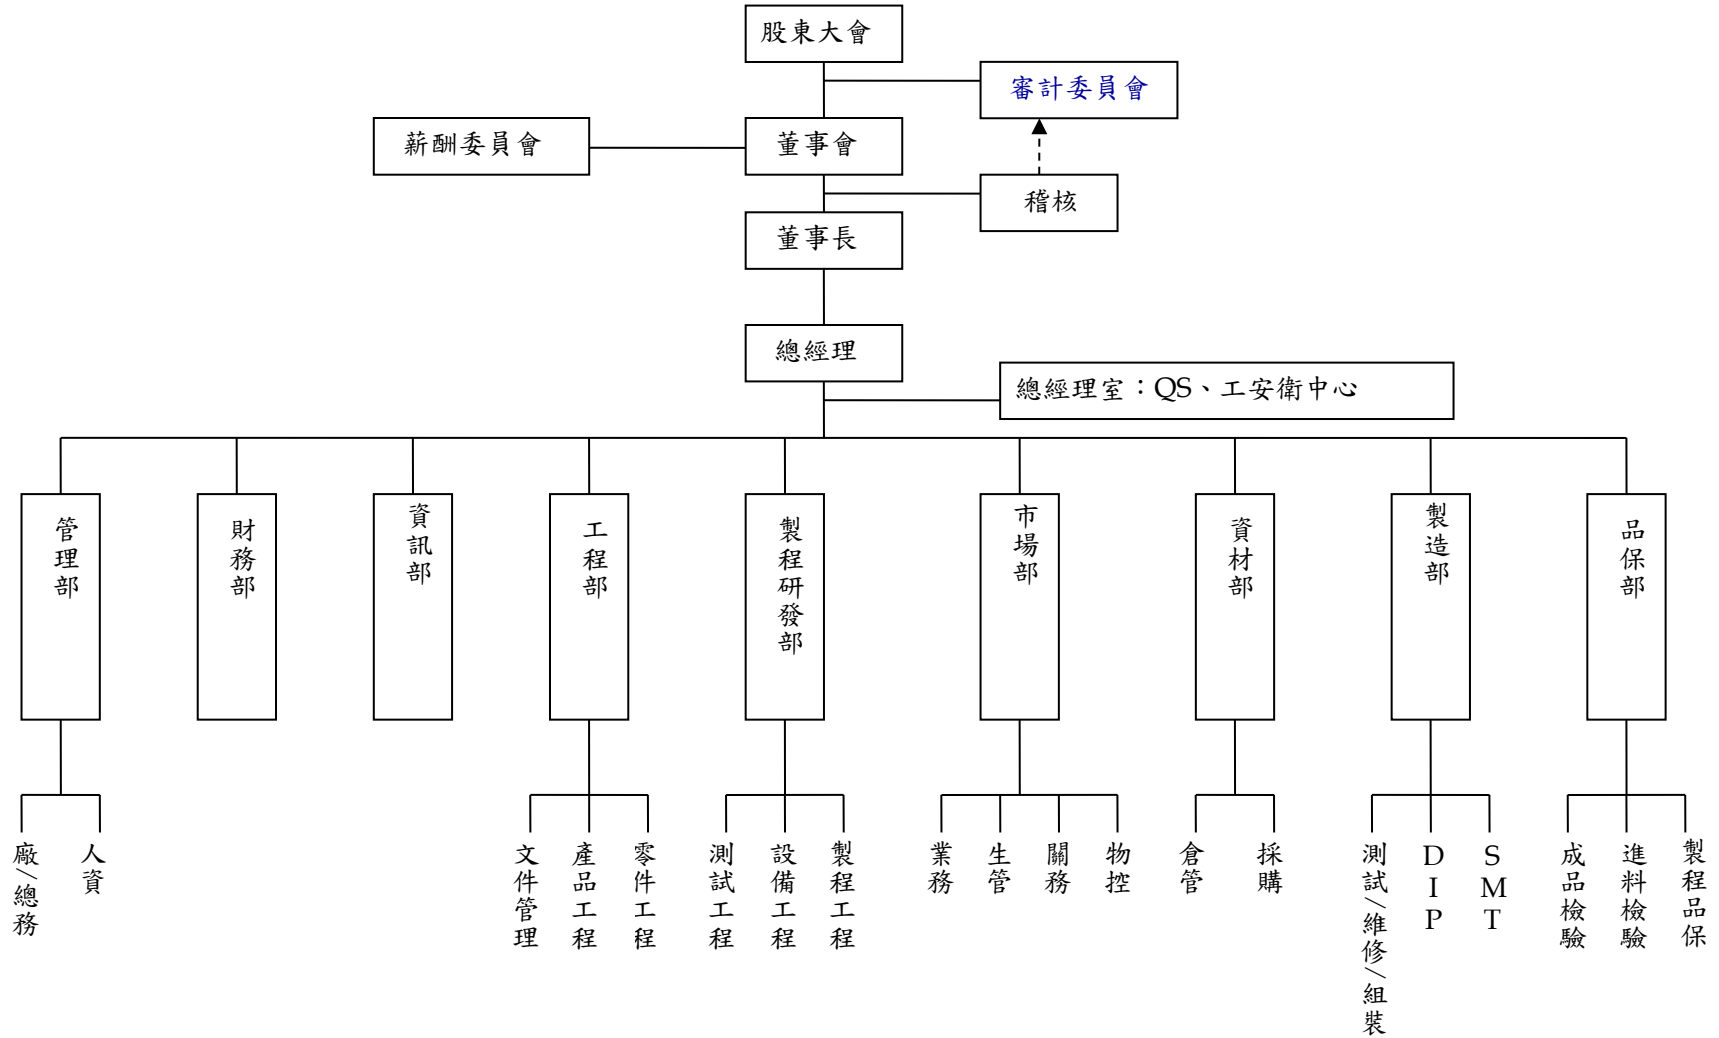 股東大會
審計委員會
薪酬委員會
董事會
稽核
董事長
總經理
總經理室：QS、工安衛中心
管理部
財務部
資訊部
工程部
製程研發部
市場部
資材部
製造部
品保部
廠/總務
人資
文件管理
產品工程
零件工程
測試工程
設備工程
製程工程
業務
生管
關務
物控
倉管
採購
測試/維修/組裝
DIP
SMT
成品檢驗
進料檢驗
製程品保